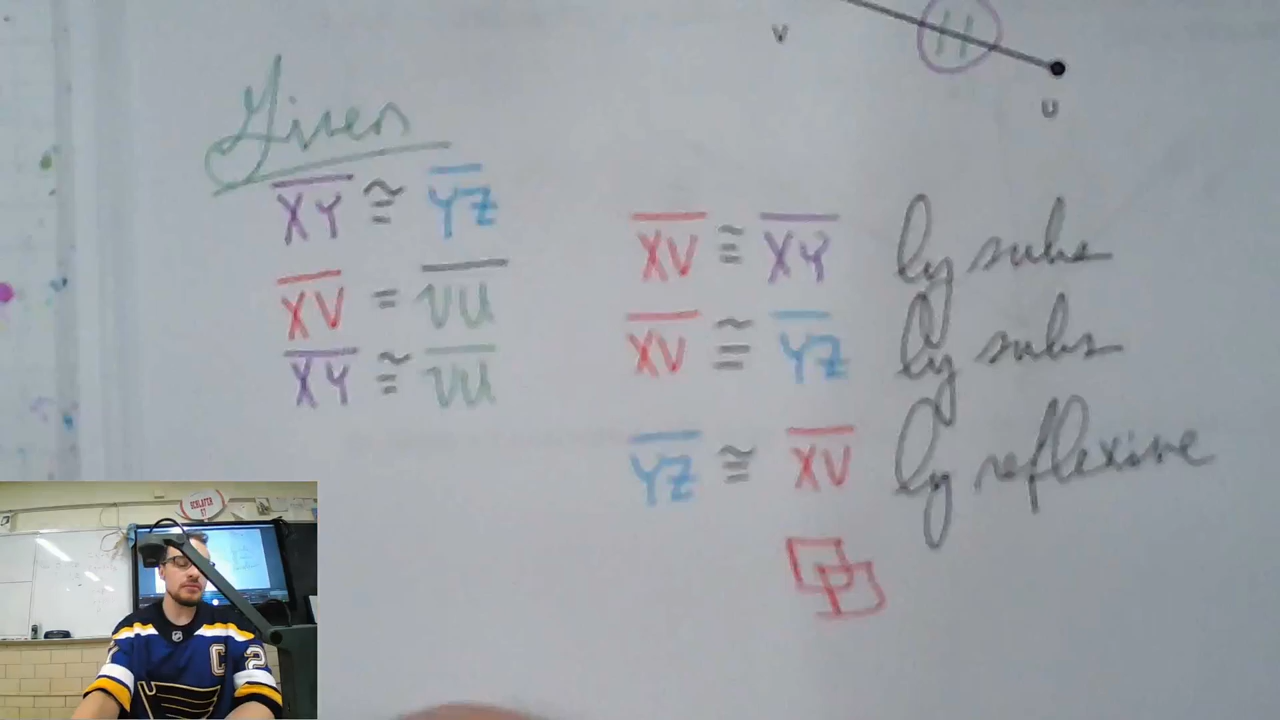 V
U
Given
XY ≅ YZ
XV = VU
XY ≅ VU
XV ≅ XY by subs
XV ≅ YZ by subs
YZ ≅ XV by reflexive
C 2